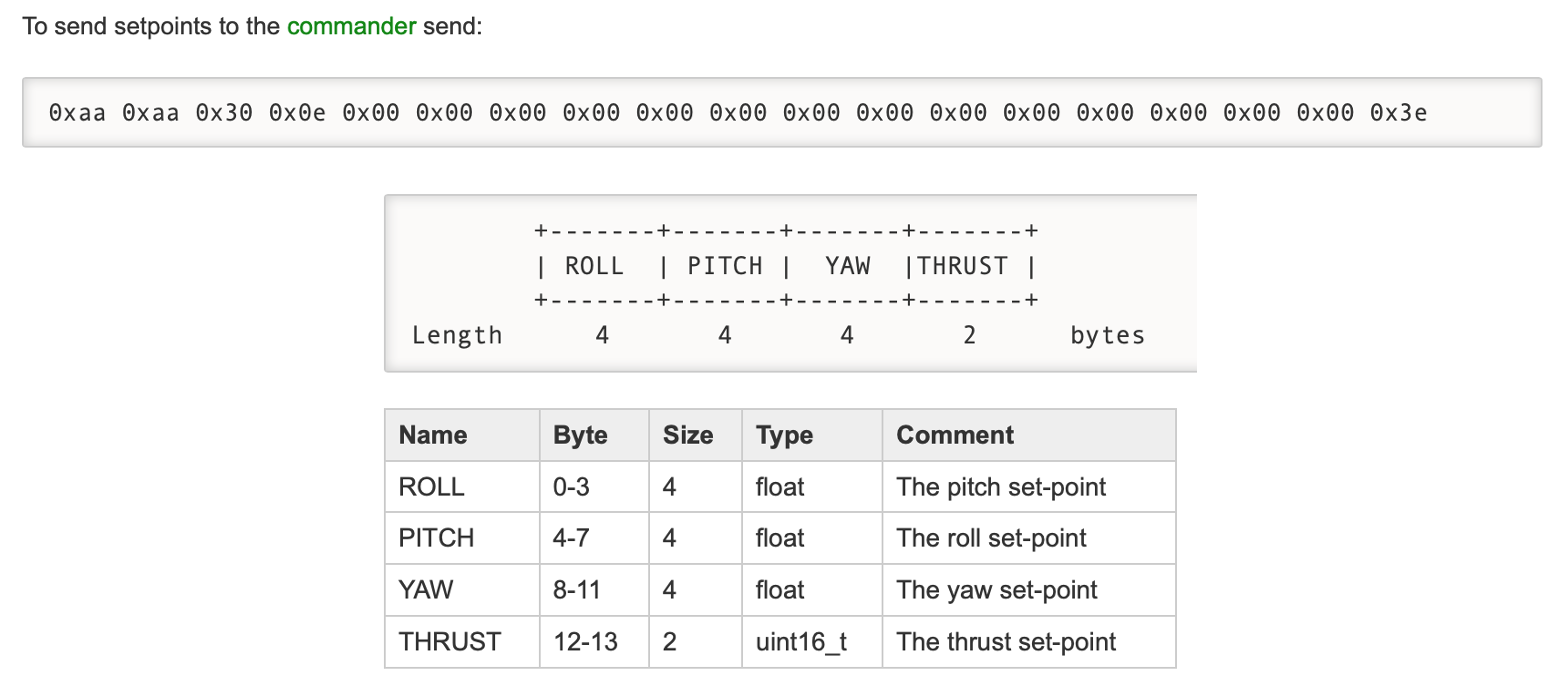 To send setpoints to the commander send:
0xaa 0xaa 0x30 0x0e 0x00 0x00 0x00 0x00 0x00 0x00 0x00 0x00 0x00 0x00 0x00 0x00 0x00 0x00 0x3e
+-------+-------+-------+-------+
| ROLL  | PITCH |  YAW  |THRUST |
+-------+-------+-------+-------+
Length 4 4 4 2 bytes
Name Byte Size Type Comment
ROLL 0-3 4 float The pitch set-point
PITCH 4-7 4 float The roll set-point
YAW 8-11 4 float The yaw set-point
THRUST 12-13 2 uint16_t The thrust set-point